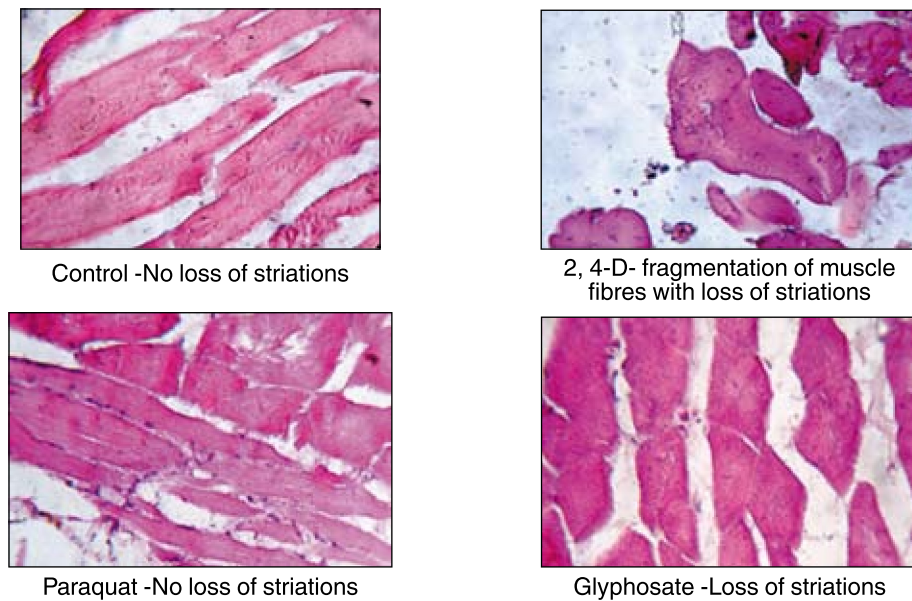 Control -No loss of striations
2, 4-D- fragmentation of muscle
fibres with loss of striations
Paraquat -No loss of striations
Glyphosate -Loss of striations